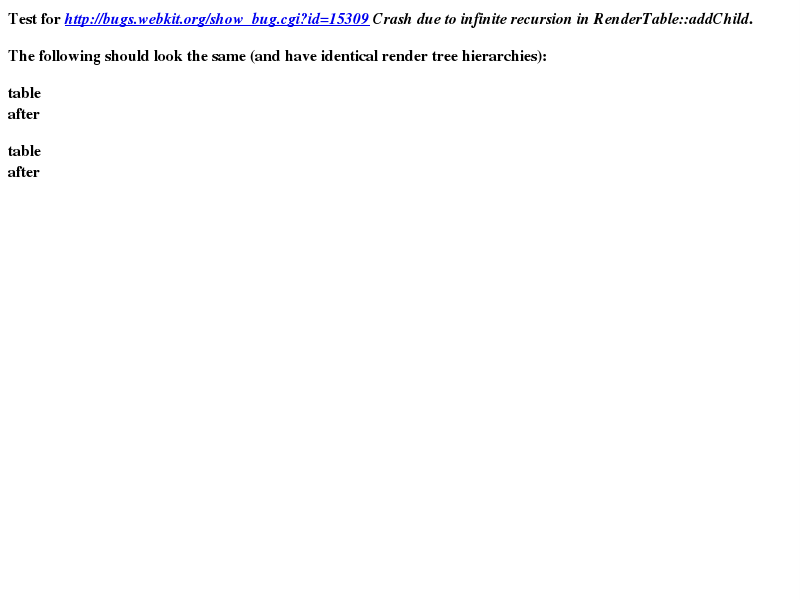 Test for http://bugs.webkit.org/show_bug.cgi?id=15309 Crash due to infinite recursion in RenderTable::addChild.
The following should look the same (and have identical render tree hierarchies):
table
after
table
after